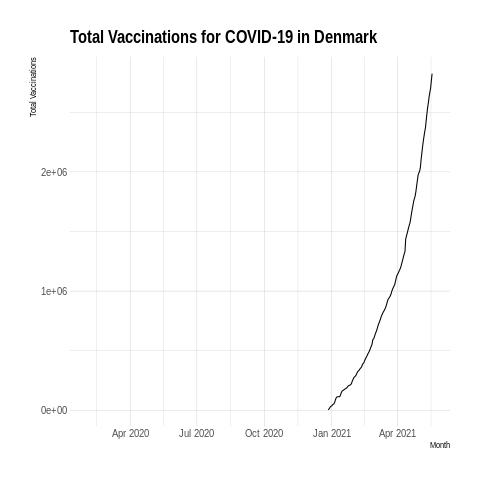 Total Vaccinations for COVID-19 in Denmark
Total Vaccinations
2e+06
1e+06
0e+00
Apr 2020 Jul 2020 Oct 2020 Jan 2021 Apr 2021
Month